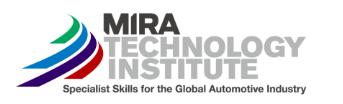 MIRA
TECHNOLOGY
INSTITUTE
Specialist Skills for the Global Automotive Industry